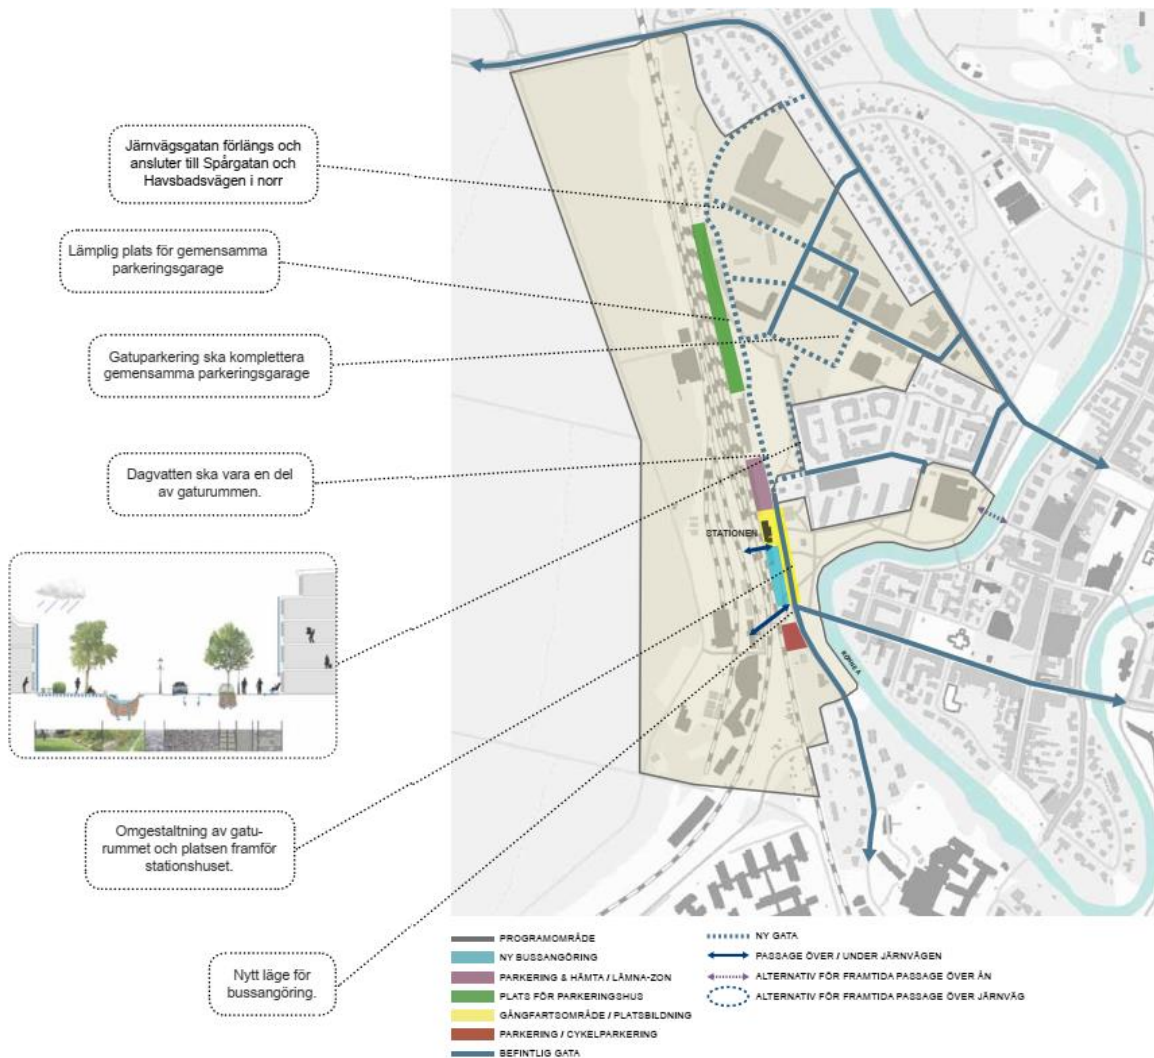 Järnvägsgatan förlängs och
ansluter till Spårgatan och
Havsbadsvägen i norr
Lämplig plats för gemensamma
parkeringsgarage
Gatuparkering ska komplettera
gemensamma parkeringsgarage
Dagvatten ska vara en del
av gaturummen.
STATIONEN
RÖNNE Å
Omgestaltning av gatu-
rummet och platsen framför
stationshuset.
Nytt läge för
bussangöring.
PROGRAMOMRÅDE
NY BUSSANGÖRING
PARKERING & HÄMTA / LÄMNA-ZON
PLATS FÖR PARKERINGSHUS
GÅNGFARTSOMRÅDE / PLATSBILDNING
PARKERING / CYKELPARKERING
BEFINTLIG GATA
NY GATA
PASSAGE ÖVER / UNDER JÄRNVÄGEN
ALTERNATIV FÖR FRAMTIDA PASSAGE ÖVER ÅN
ALTERNATIV FÖR FRAMTIDA PASSAGE ÖVER JÄRNVÄG